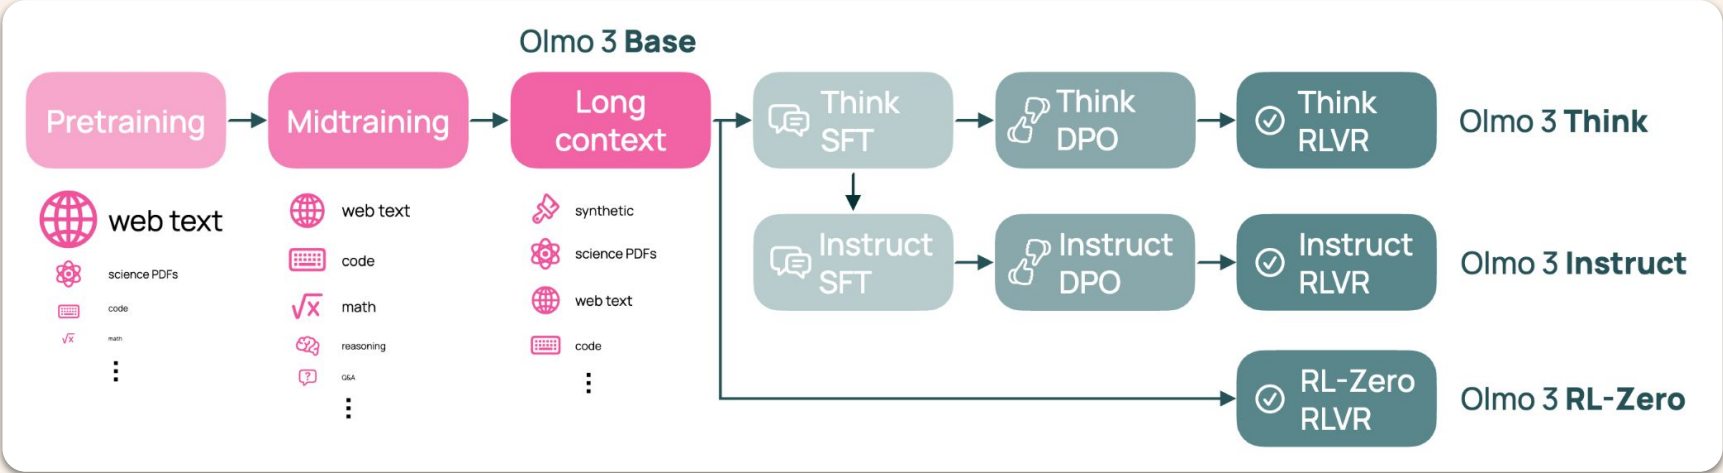 Olmo 3 Base
Pretraining
Midtraining
Long
context
Think
SFT
Think
DPO
Think
RLVR
Olmo 3 Think
web text
science PDFs
code
math
web text
code
math
reasoning
Q&A
synthetic
science PDFs
web text
code
Instruct
SFT
Instruct
DPO
Instruct
RLVR
Olmo 3 Instruct
RL-Zero
RLVR
Olmo 3 RL-Zero